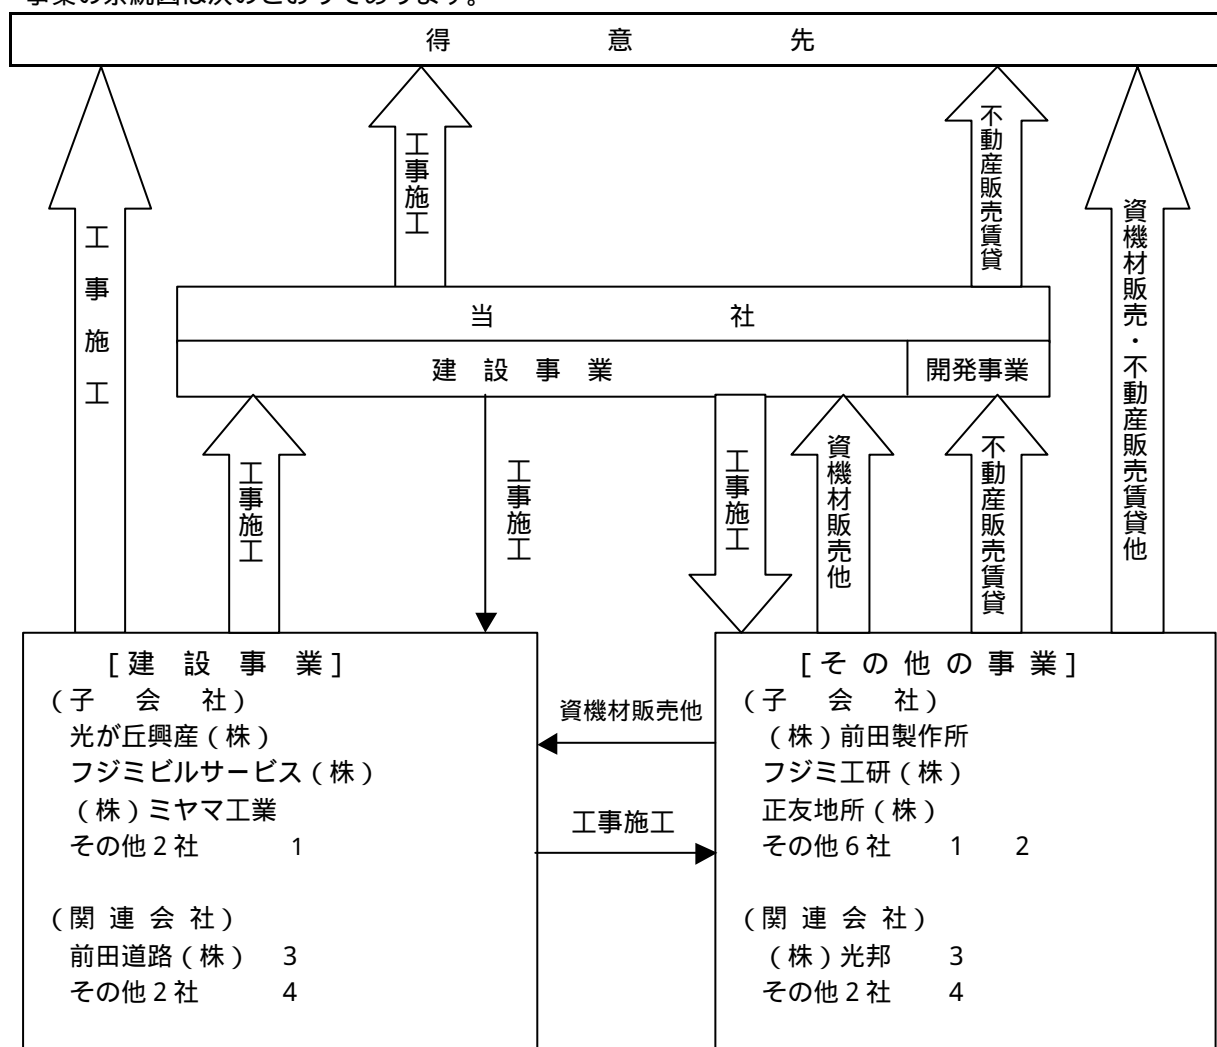 事業の系統図は次のとおりであります。
得意先
工事施工
工事施工
不動産販売賃貸
資機材販売・不動産販売賃貸他
当社
建設事業
開発事業
工事施工
工事施工
工事施工
資機材販売他
不動産販売賃貸
[建設事業]
(子会社)
光が丘興産(株)
フジミビルサービス(株)
(株)ミヤマ工業
その他2社 1
(関連会社)
前田道路(株) 3
その他2社 4
資機材販売他
工事施工
[その他の事業]
(子会社)
(株)前田製作所
フジミ工研(株)
正友地所(株)
その他6社 1 2
(関連会社)
(株)光邦 3
その他2社 4